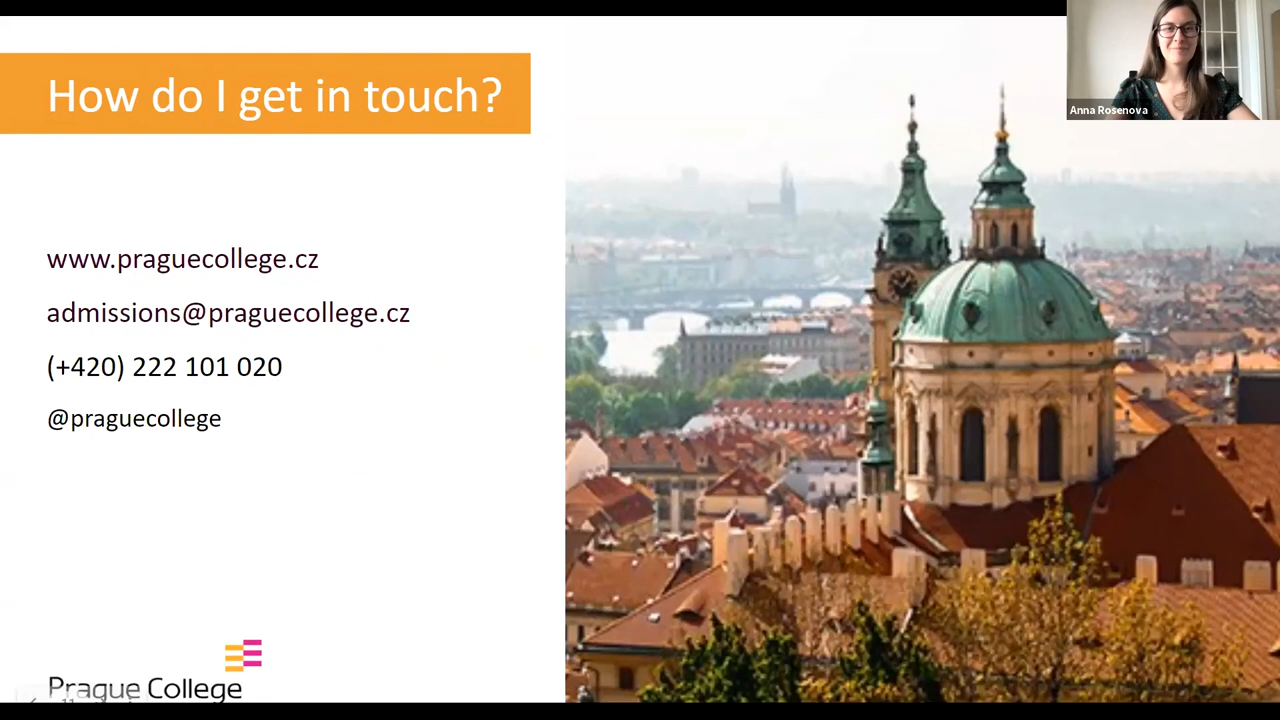 How do I get in touch?
Anna Rosenova
www.praguecollege.cz
admissions@praguecollege.cz
(+420) 222 101 020
@praguecollege
Prague College